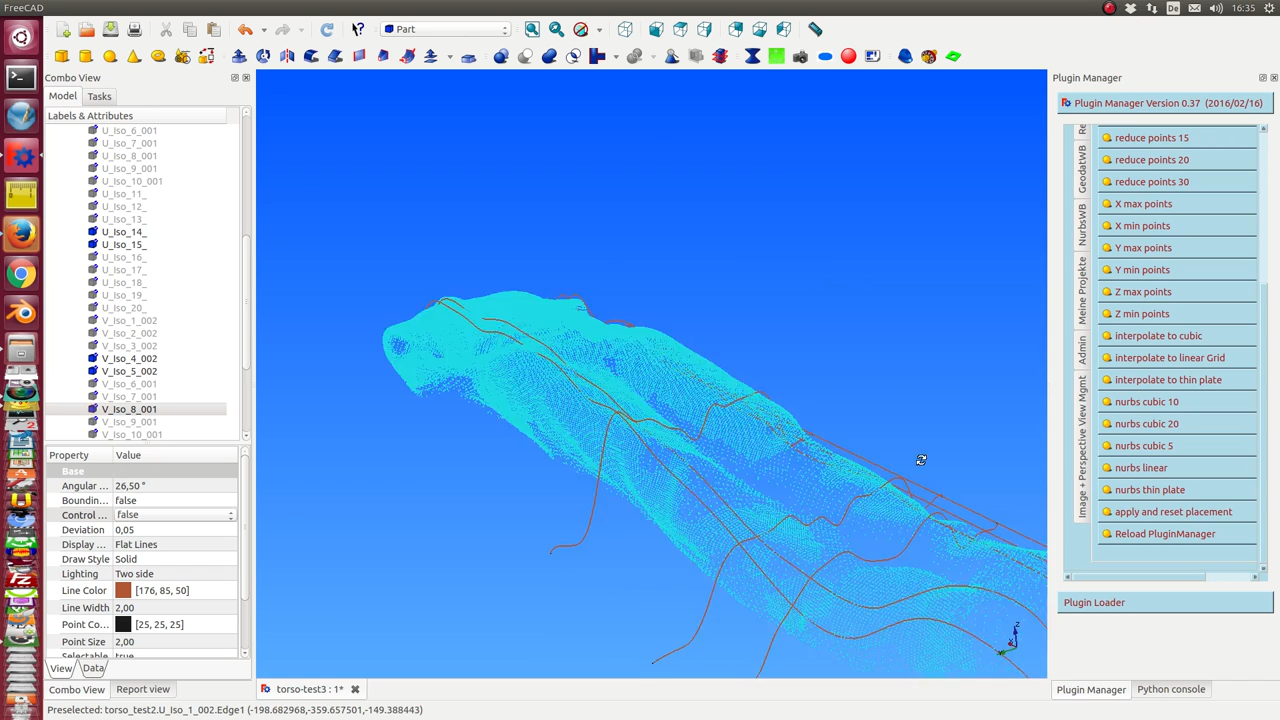 FreeCAD
De
16:35
Part
Combo View
Model Tasks
Labels & Attributes
U_Iso_6_001
U_Iso_7_001
U_Iso_8_001
U_Iso_9_001
U_Iso_10_001
U_Iso_11_
U_Iso_12_
U_Iso_13_
U_Iso_14_
U_Iso_15_
U_Iso_16_
U_Iso_17_
U_Iso_18_
U_Iso_19_
U_Iso_20_
V_Iso_1_002
V_Iso_2_002
V_Iso_3_002
V_Iso_4_002
V_Iso_5_002
V_Iso_6_001
V_Iso_7_001
V_Iso_8_001
V_Iso_9_001
V_Iso_10_001
Property Value
Base
Angular ... 26,50 °
Boundin... false
Control ... false
Deviation 0,05
Display ... Flat Lines
Draw Style Solid
Lighting Two side
Line Color [176, 85, 50]
Line Width 2,00
Point Co... [25, 25, 25]
Point Size 2,00
Selectable true
View Data
Combo View Report view
torso-test3 : 1*
Preselected: torso_test2.U_Iso_1_002.Edge1 (-198.682968,-359.657501,-149.388443)
Plugin Manager
Plugin Manager Version 0.37 (2016/02/16)
Re
GeodatWB
NurbsWB
Meine Projekte
Admin
Image + Perspective View Mgmt
reduce points 15
reduce points 20
reduce points 30
X max points
X min points
Y max points
Y min points
Z max points
Z min points
interpolate to cubic
interpolate to linear Grid
interpolate to thin plate
nurbs cubic 10
nurbs cubic 20
nurbs cubic 5
nurbs linear
nurbs thin plate
apply and reset placement
Reload PluginManager
Plugin Loader
Plugin Manager Python console